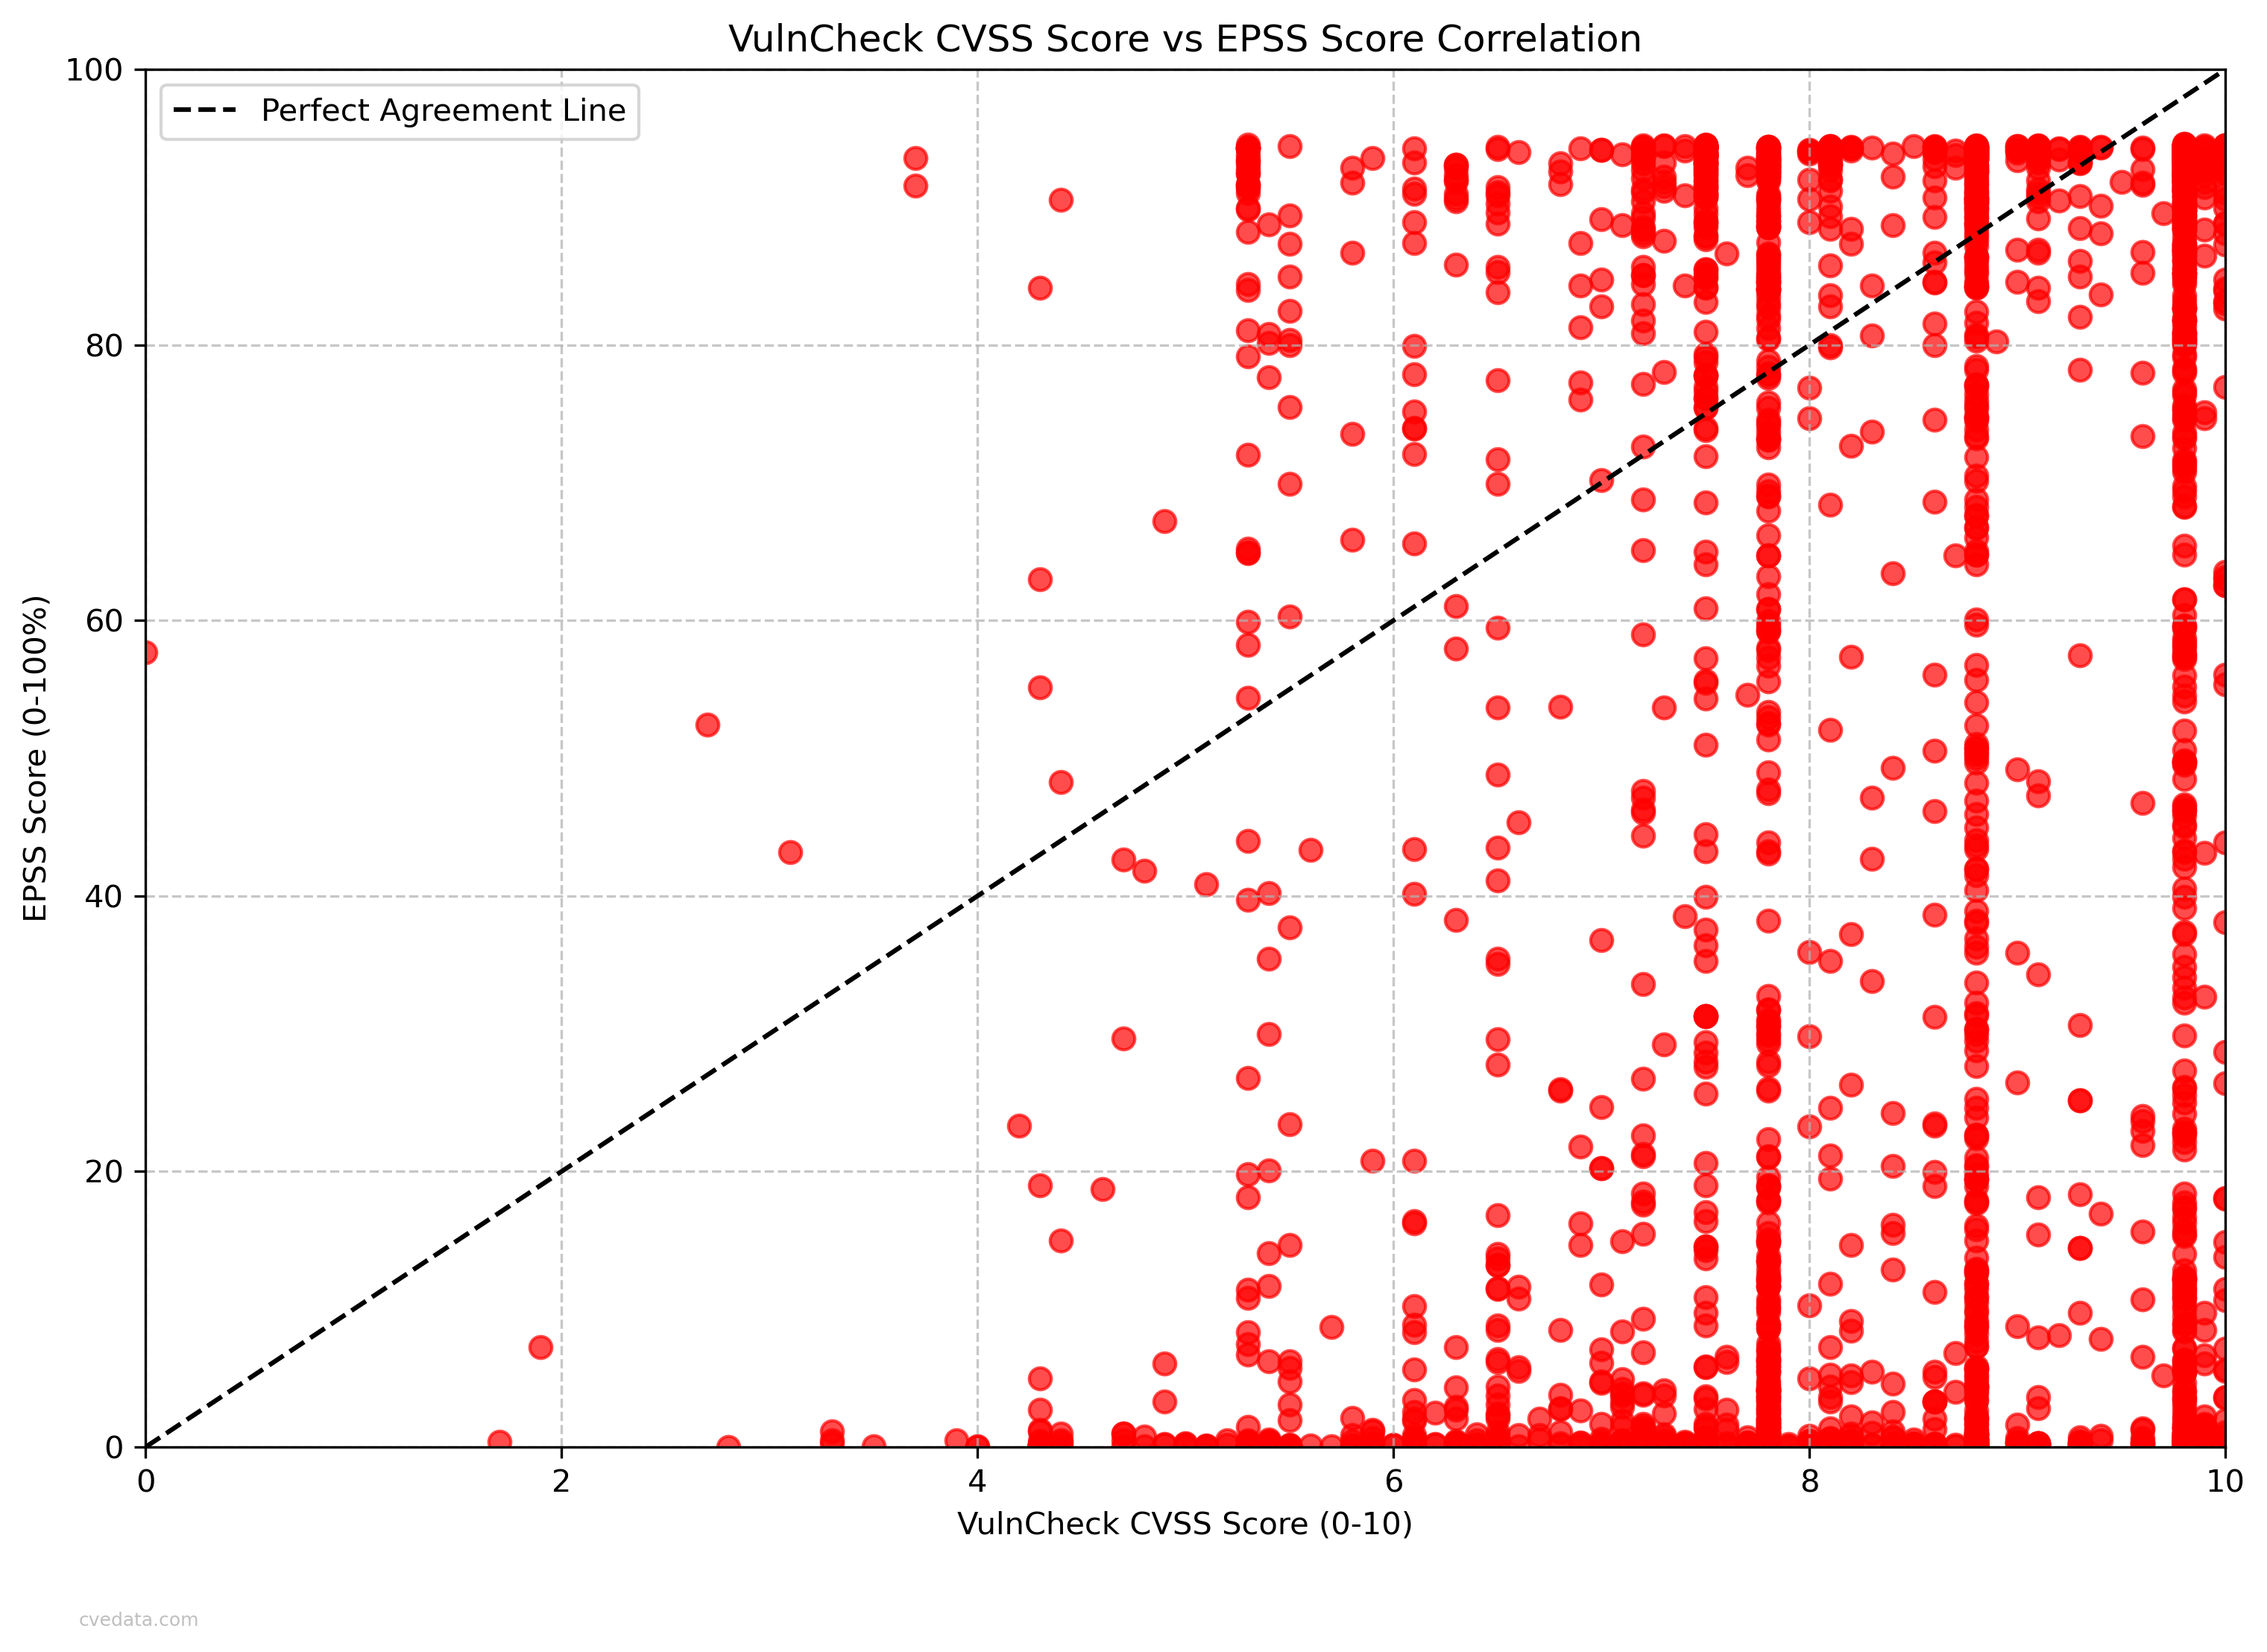 VulnCheck CVSS Score vs EPSS Score Correlation
Perfect Agreement Line
EPSS Score (0-100%)
100
80
60
40
20
0
0 2 4 6 8 10
VulnCheck CVSS Score (0-10)
cvedata.com